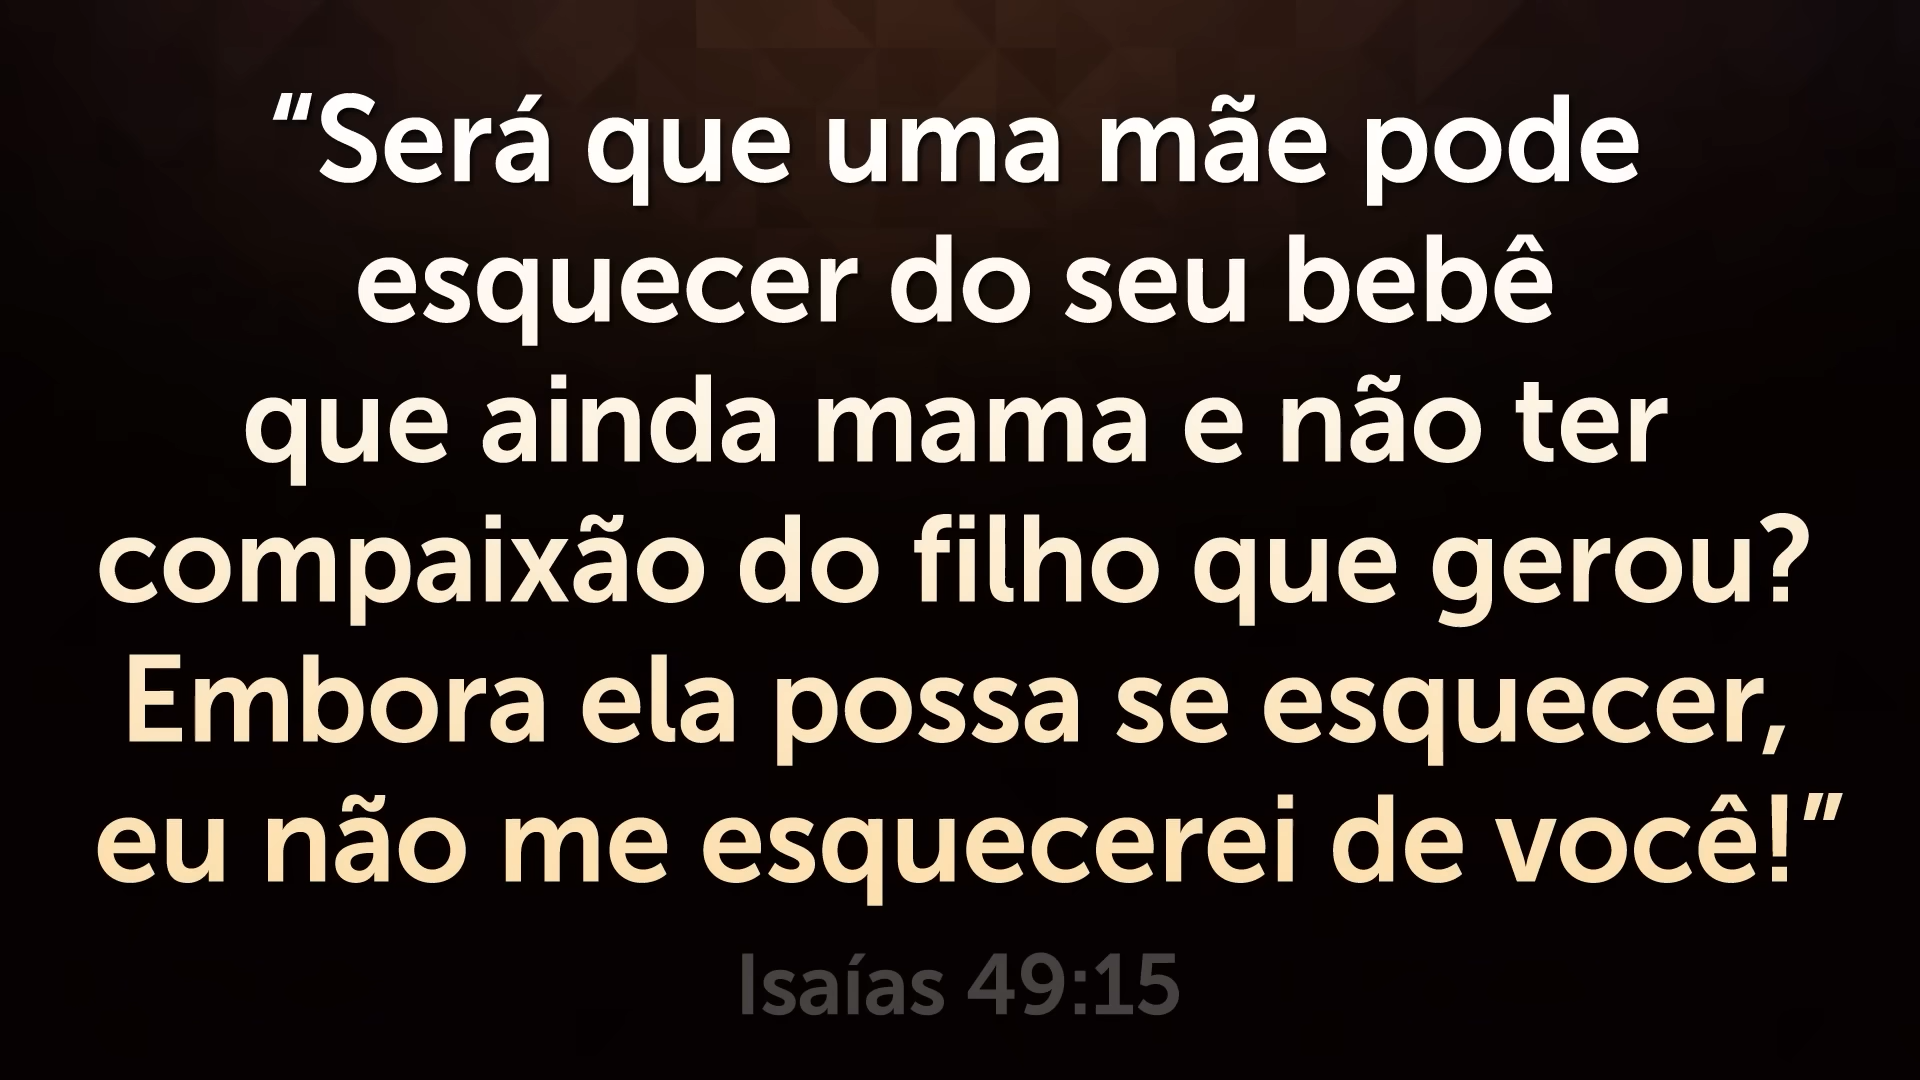 “Será que uma mãe pode
esquecer do seu bebê
que ainda mama e não ter
compaixão do filho que gerou?
Embora ela possa se esquecer,
eu não me esquecerei de você!”
Isaías 49:15